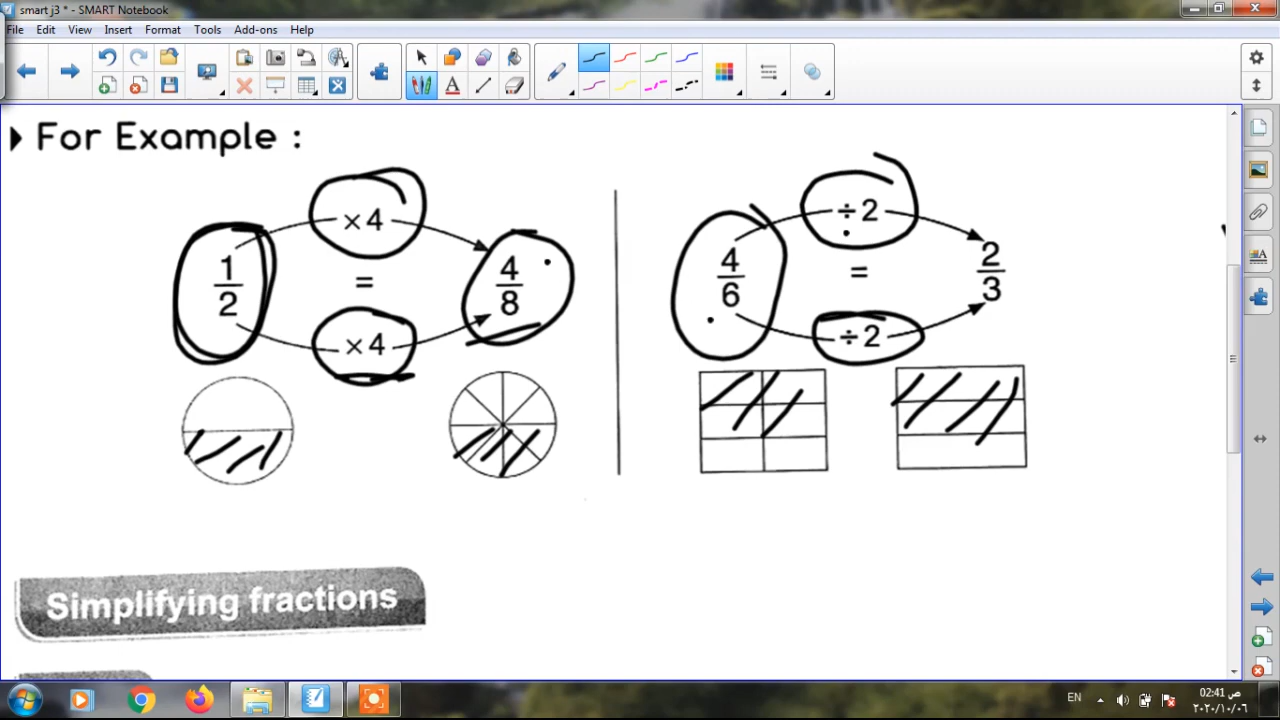 smart j3 * - SMART Notebook
File Edit View Insert Format Tools Add-ons Help
For Example :
×4 ÷2
1/2 = 4/8 4/6 = 2/3
×4 ÷2
Simplifying fractions
EN
02:41 ص
٢٠٢٠/١٠/٠٦